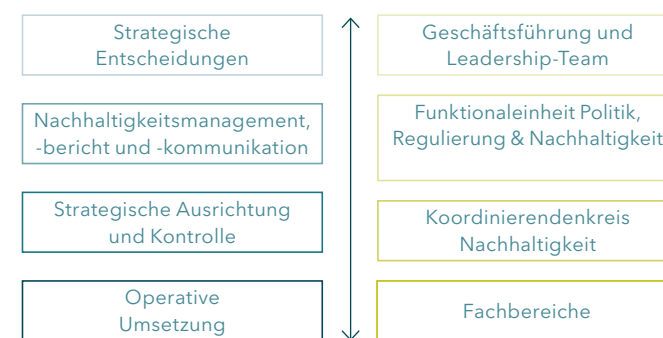 Strategische
Entscheidungen
Geschäftsführung und
Leadership-Team
Nachhaltigkeitsmanagement,
-bericht und -kommunikation
Funktionaleinheit Politik,
Regulierung & Nachhaltigkeit
Strategische Ausrichtung
und Kontrolle
Koordinierendenkreis
Nachhaltigkeit
Operative
Umsetzung
Fachbereiche